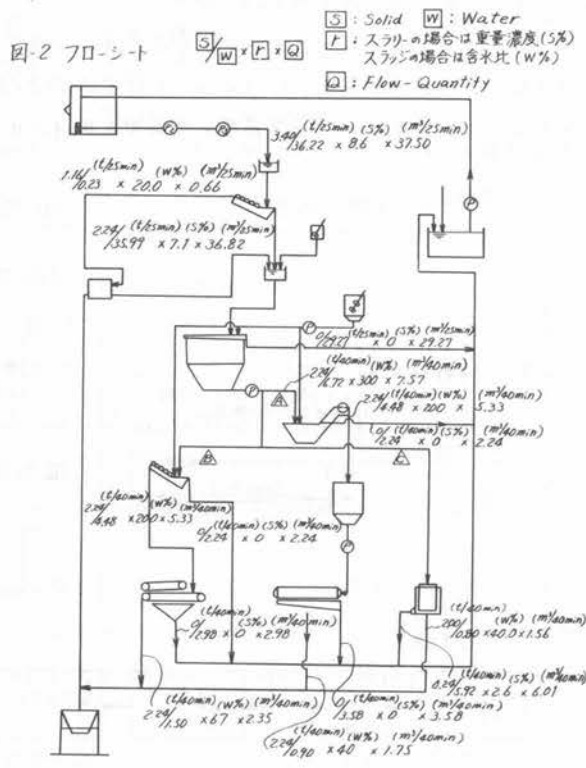 図-2 フローシート S/W × r × Q
S : Solid W : Water
r : スラリーの場合は重量濃度(S%)
スラッジの場合は含水比(W%)
Q : Flow-Quantity
(t/25min) (S%) (m³/25min)
3.40/36.22 × 8.6 × 37.50
(t/25min) (W%) (m³/25min)
1.16/0.23 × 20.0 × 0.66
(t/25min) (S%) (m³/25min)
2.24/35.99 × 7.1 × 36.82
P
P
(t/25min) (S%) (m³/25min)
0/29.27 × 0 × 29.27
(t/40min) (W%) (m³/40min)
2.24/6.72 × 300 × 7.57
P
A
(t/40min) (W%) (m³/40min)
2.24/4.48 × 200 × 5.33
(t/40min) (S%) (m³/40min)
0/2.24 × 0 × 2.24
B
C
(t/40min) (W%) (m³/40min)
2.24/4.48 × 200 × 5.33
(t/40min) (S%) (m³/40min)
0/2.24 × 0 × 2.24
P
(t/40min) (S%) (m³/40min)
0/2.98 × 0 × 2.98
(t/40min) (W%) (m³/40min)
2.00/0.80 × 40.0 × 1.56
(t/40min) (S%) (m³/40min)
0.24/5.92 × 2.6 × 6.01
(t/40min) (W%) (m³/40min)
2.24/1.50 × 67 × 2.35
(t/40min) (S%) (m³/40min)
0/3.58 × 0 × 3.58
(t/40min) (W%) (m³/40min)
2.24/0.90 × 40 × 1.75